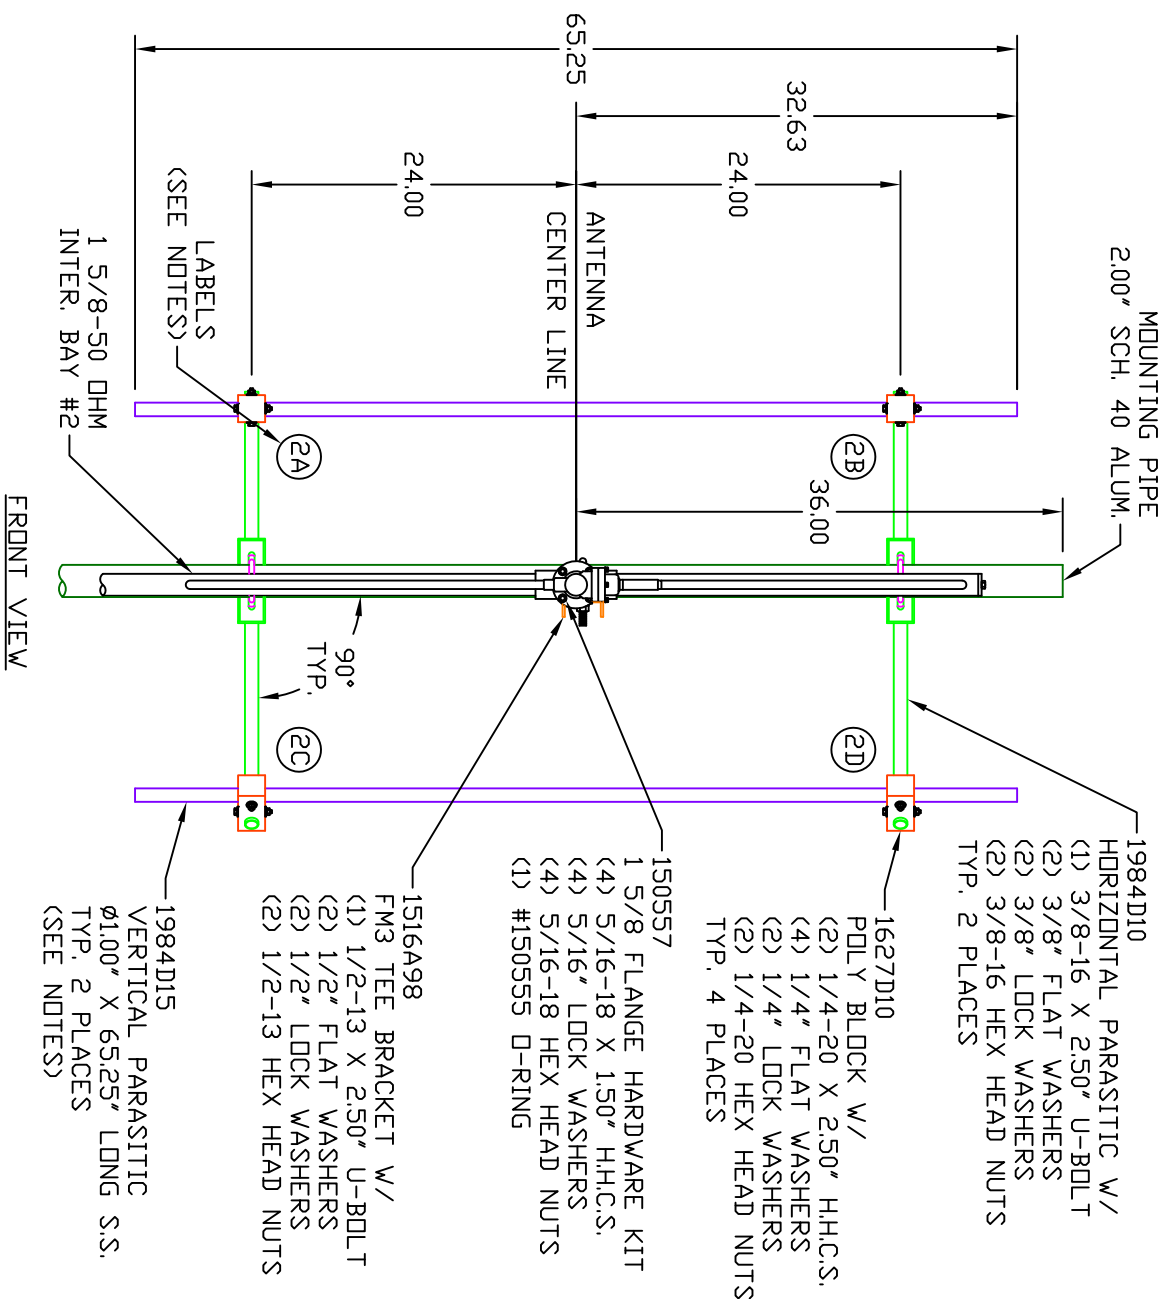 MOUNTING PIPE
2.00" SCH. 40 ALUM.
65.25
32.63
24.00
24.00
ANTENNA
CENTER LINE
36.00
LABELS
(SEE NOTES)
1 5/8-50 OHM
INTER. BAY #2
2A
2B
2C
2D
90°
TYP.
1984D10
HORIZONTAL PARASITIC W/
(1) 3/8-16 X 2.50" U-BOLT
(2) 3/8" FLAT WASHERS
(2) 3/8" LOCK WASHERS
(2) 3/8-16 HEX HEAD NUTS
TYP. 2 PLACES
1627D10
POLY BLOCK W/
(2) 1/4-20 X 2.50" H.H.C.S.
(4) 1/4" FLAT WASHERS
(2) 1/4" LOCK WASHERS
(2) 1/4-20 HEX HEAD NUTS
TYP. 4 PLACES
150557
1 5/8 FLANGE HARDWARE KIT
(4) 5/16-18 X 1.50" H.H.C.S.
(4) 5/16" LOCK WASHERS
(4) 5/16-18 HEX HEAD NUTS
(1) #150555 O-RING
1516A98
FM3 TEE BRACKET W/
(1) 1/2-13 X 2.50" U-BOLT
(2) 1/2" FLAT WASHERS
(2) 1/2" LOCK WASHERS
(2) 1/2-13 HEX HEAD NUTS
1984D15
VERTICAL PARASITIC
ø1.00" X 65.25" LONG S.S.
TYP. 2 PLACES
(SEE NOTES)
FRONT VIEW